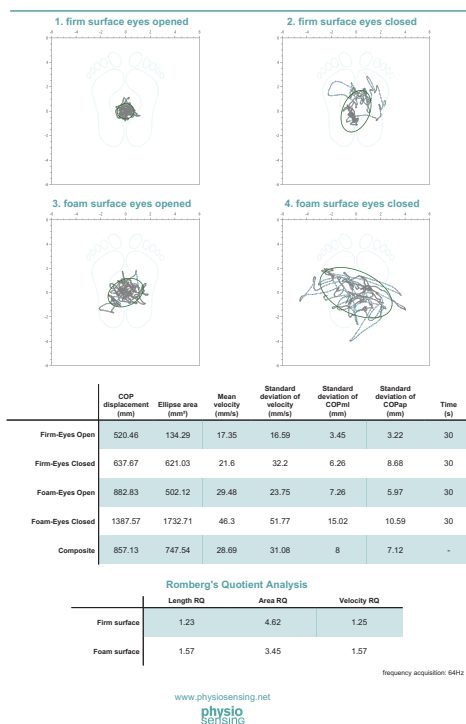 1. firm surface eyes opened
2. firm surface eyes closed
3. foam surface eyes opened
4. foam surface eyes closed
COP displacement (mm) Ellipse area (mm²) Mean velocity (mm/s) Standard deviation of velocity (mm/s) Standard deviation of COPml (mm) Standard deviation of COPap (mm) Time (s)
Firm-Eyes Open 520.46 134.29 17.35 16.59 3.45 3.22 30
Firm-Eyes Closed 637.67 621.03 21.6 32.2 6.26 8.68 30
Foam-Eyes Open 882.83 502.12 29.48 23.75 7.26 5.97 30
Foam-Eyes Closed 1387.57 1732.71 46.3 51.77 15.02 10.59 30
Composite 857.13 747.54 28.69 31.08 8 7.12 -
Romberg's Quotient Analysis
Length RQ Area RQ Velocity RQ
Firm surface 1.23 4.62 1.25
Foam surface 1.57 3.45 1.57
frequency acquisition: 64Hz
www.physiosensing.net
physio
sensing